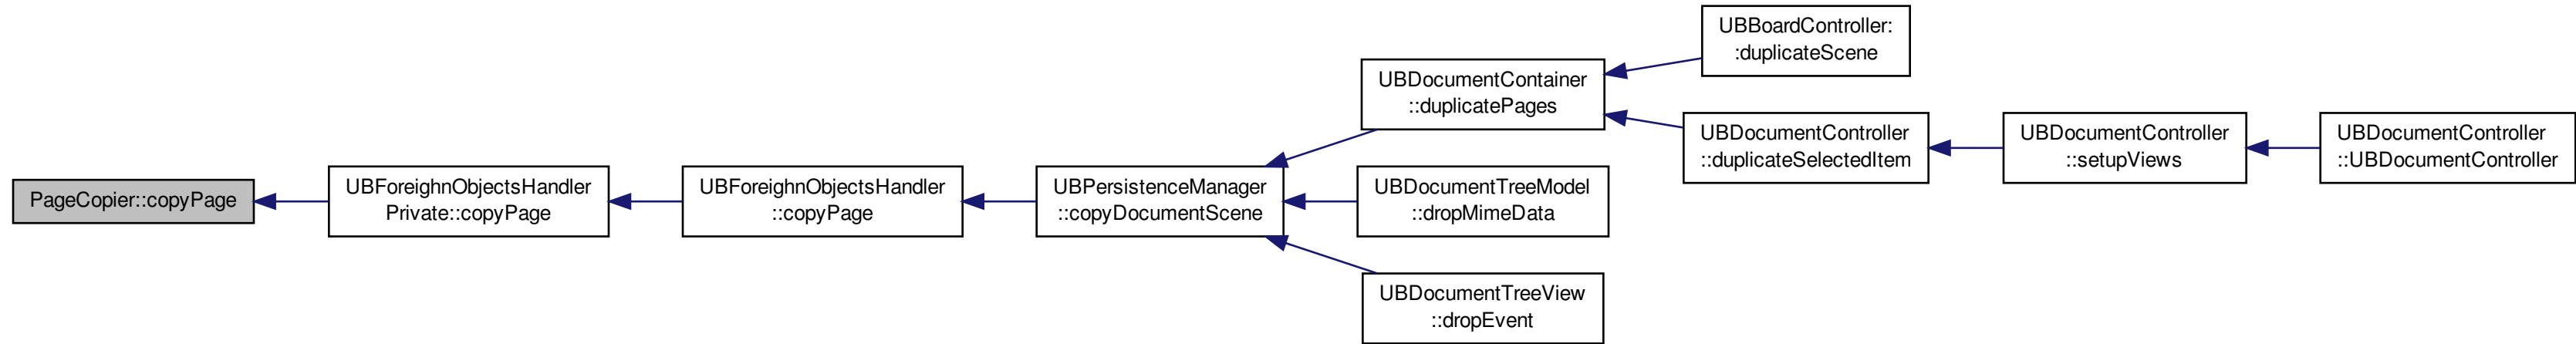 PageCopier::copyPage
UBForeighnObjectsHandler
Private::copyPage
UBForeighnObjectsHandler
::copyPage
UBPersistenceManager
::copyDocumentScene
UBDocumentContainer
::duplicatePages
UBBoardController:
:duplicateScene
UBDocumentController
::duplicateSelectedItem
UBDocumentController
::setupViews
UBDocumentController
::UBDocumentController
UBDocumentTreeModel
::dropMimeData
UBDocumentTreeView
::dropEvent